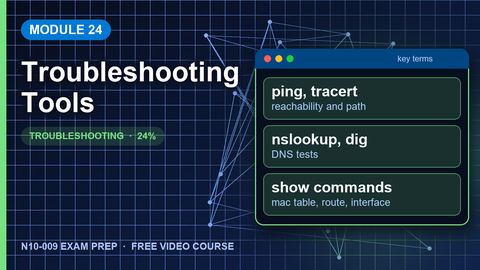 MODULE 24
Troubleshooting
Tools
TROUBLESHOOTING · 24%
key terms
ping, tracert
reachability and path
nslookup, dig
DNS tests
show commands
mac table, route, interface
N10-009 EXAM PREP · FREE VIDEO COURSE